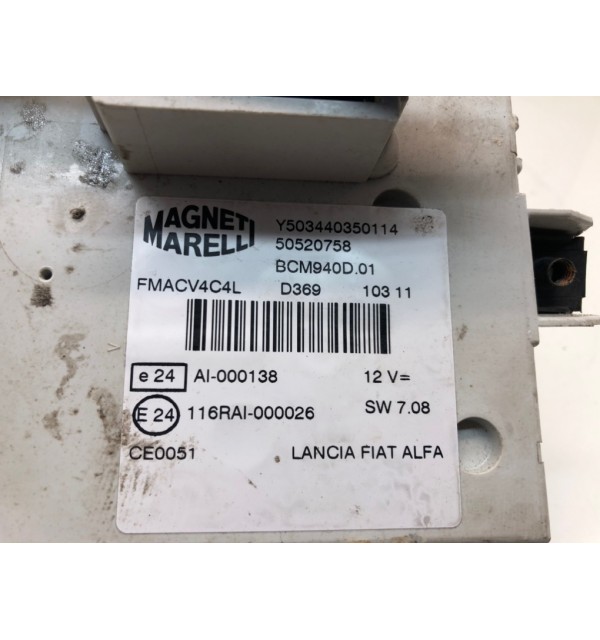 MAGNETI
MARELLI
Y503440350114
50520758
BCM940D.01
FMACV4C4L D369 103 11
e 24 AI-000138 12 V=
E 24 116RAI-000026 SW 7.08
CE0051 LANCIA FIAT ALFA